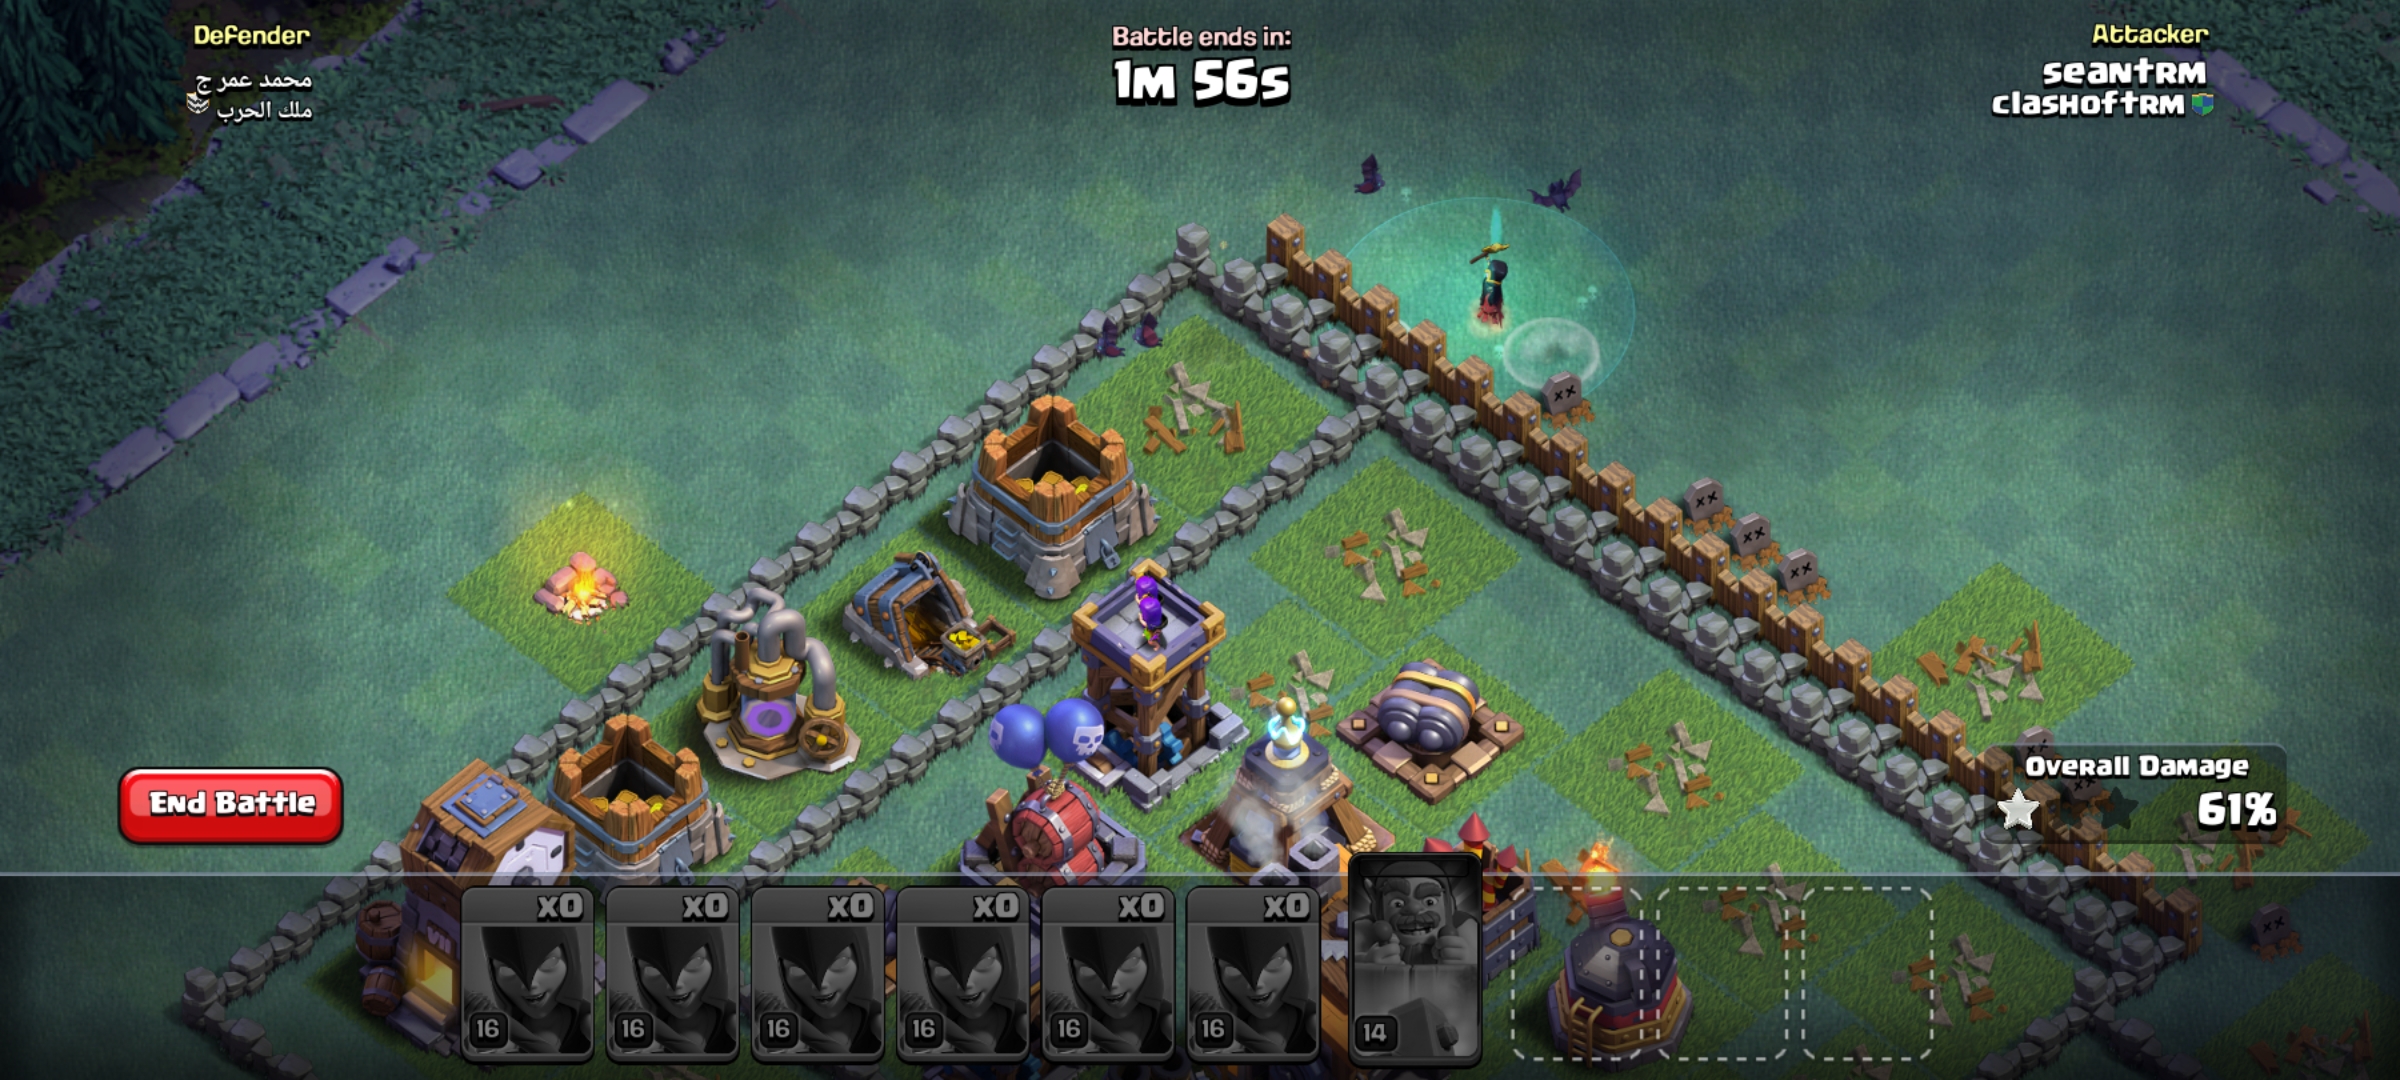 Defender
محمد عمر ج
ملك الحرب
Battle ends in:
1M 56s
Attacker
seantRM
clashoftRM
End Battle
Overall Damage
61%
x0
x0
x0
x0
x0
x0
16
16
16
16
16
16
14
VII